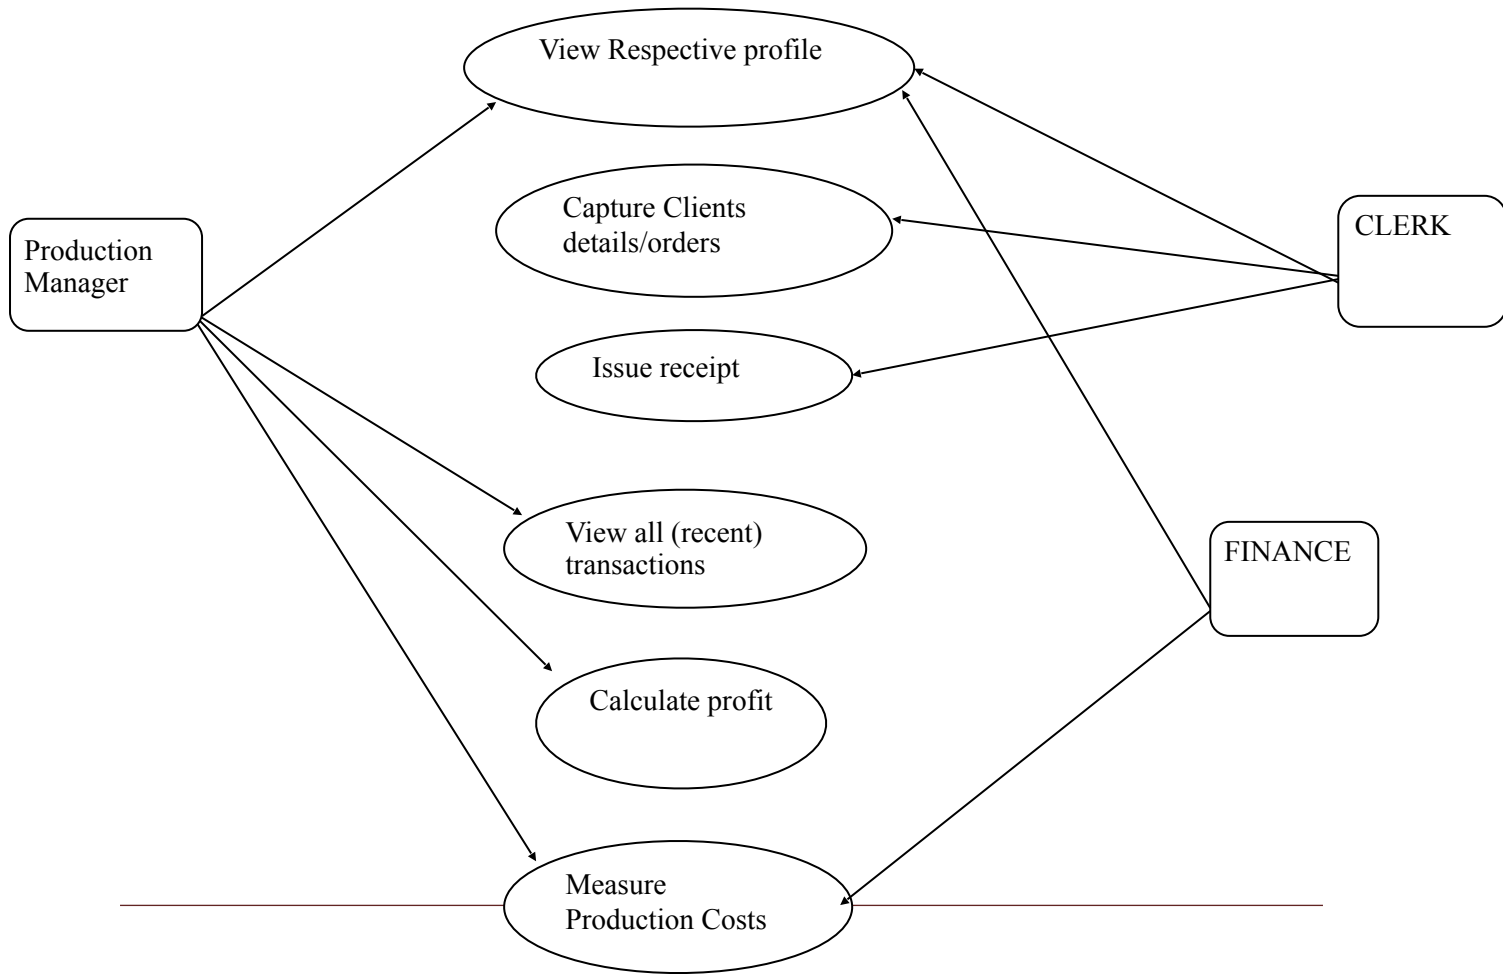 View Respective profile
Capture Clients
details/orders
CLERK
Production
Manager
Issue receipt
View all (recent)
transactions
FINANCE
Calculate profit
Measure
Production Costs